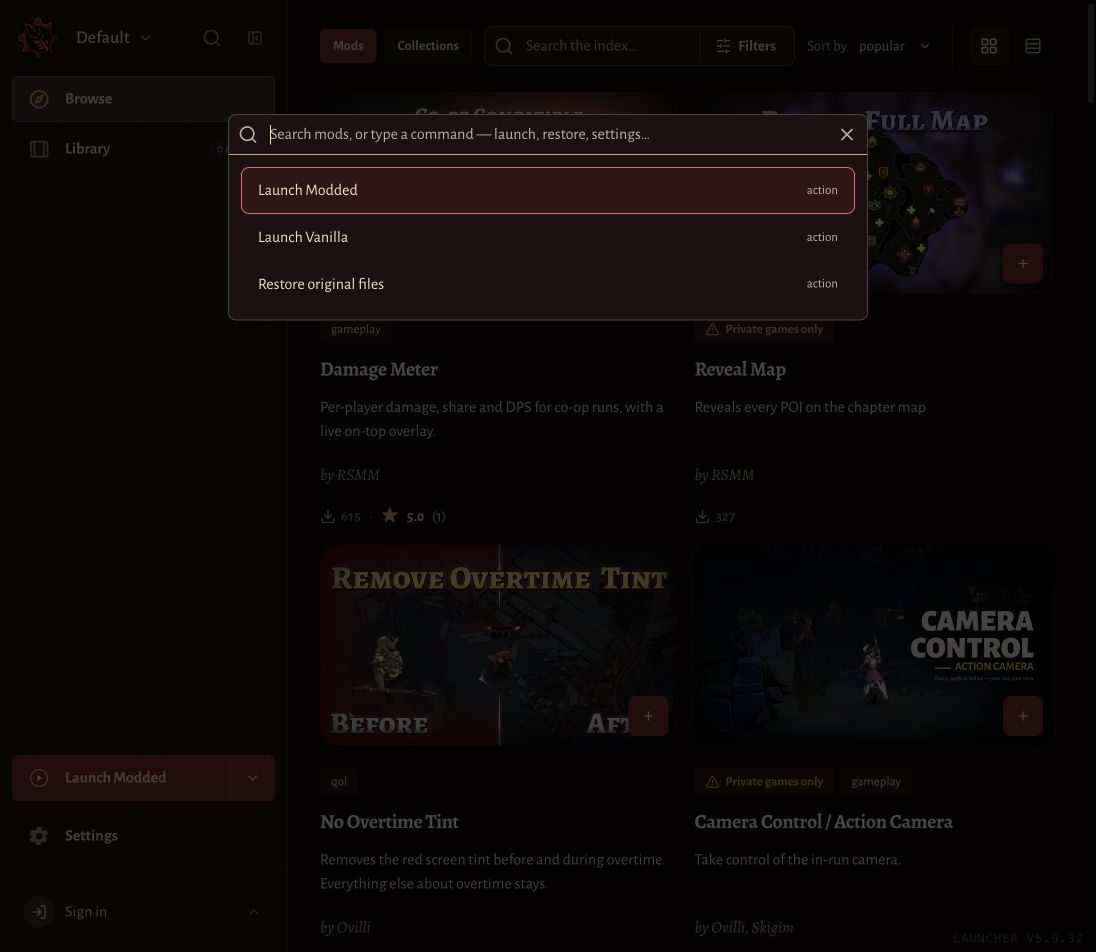 Default
Mods
Collections
Search the index...
Filters
Sort by
popular
Browse
Library
Search mods, or type a command — launch, restore, settings...
Launch Modded
action
Launch Vanilla
action
Restore original files
action
Full Map
gameplay
Private games only
Damage Meter
Reveal Map
Per-player damage, share and DPS for co-op runs, with a
live on-top overlay.
Reveals every POI on the chapter map
by RSMM
by RSMM
615 · 5.0 (1)
327
Remove Overtime Tint
Before
CAMERA
CONTROL
ACTION CAMERA
qol
Private games only
gameplay
No Overtime Tint
Camera Control / Action Camera
Removes the red screen tint before and during overtime.
Everything else about overtime stays.
Take control of the in-run camera.
by Ovilli
by Ovilli, Skigim
Launch Modded
Settings
Sign in
LAUNCHER V5.9.32